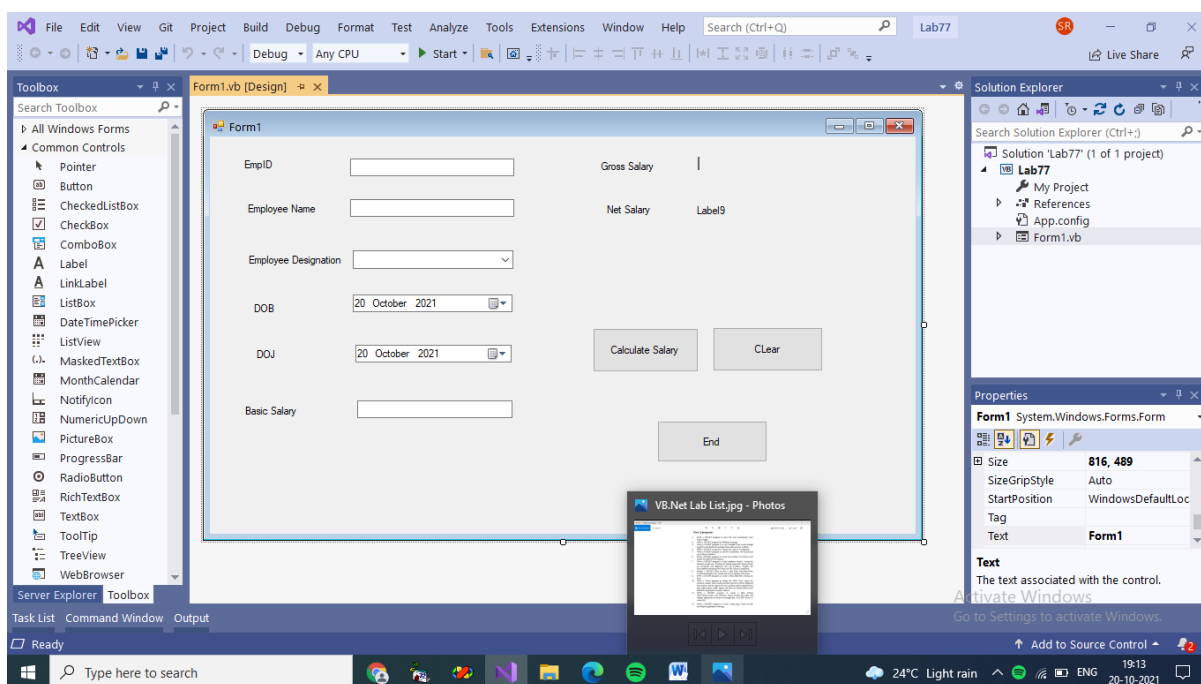 File Edit View Git Project Build Debug Format Test Analyze Tools Extensions Window Help Search (Ctrl+Q) Lab77 SR
Debug Any CPU Start Live Share
Toolbox
Search Toolbox
All Windows Forms
Common Controls
Pointer
Button
CheckedListBox
CheckBox
ComboBox
Label
LinkLabel
ListBox
DateTimePicker
ListView
MaskedTextBox
MonthCalendar
NotifyIcon
NumericUpDown
PictureBox
ProgressBar
RadioButton
RichTextBox
TextBox
ToolTip
TreeView
WebBrowser
Server Explorer Toolbox
Form1.vb [Design]
Form1
EmpID
Gross Salary
Employee Name
Net Salary Label9
Employee Designation
DOB 20 October 2021
DOJ 20 October 2021
Calculate Salary CLear
Basic Salary
End
VB.Net Lab List.jpg - Photos
Solution Explorer
Search Solution Explorer (Ctrl+;)
Solution 'Lab77' (1 of 1 project)
VB Lab77
My Project
References
App.config
Form1.vb
Properties
Form1 System.Windows.Forms.Form
Size 816, 489
SizeGripStyle Auto
StartPosition WindowsDefaultLoc
Tag
Text Form1
Text
The text associated with the control.
Activate Windows
Go to Settings to activate Windows.
Task List Command Window Output
Ready Add to Source Control 2
Type here to search 24°C Light rain ENG 19:13
20-10-2021